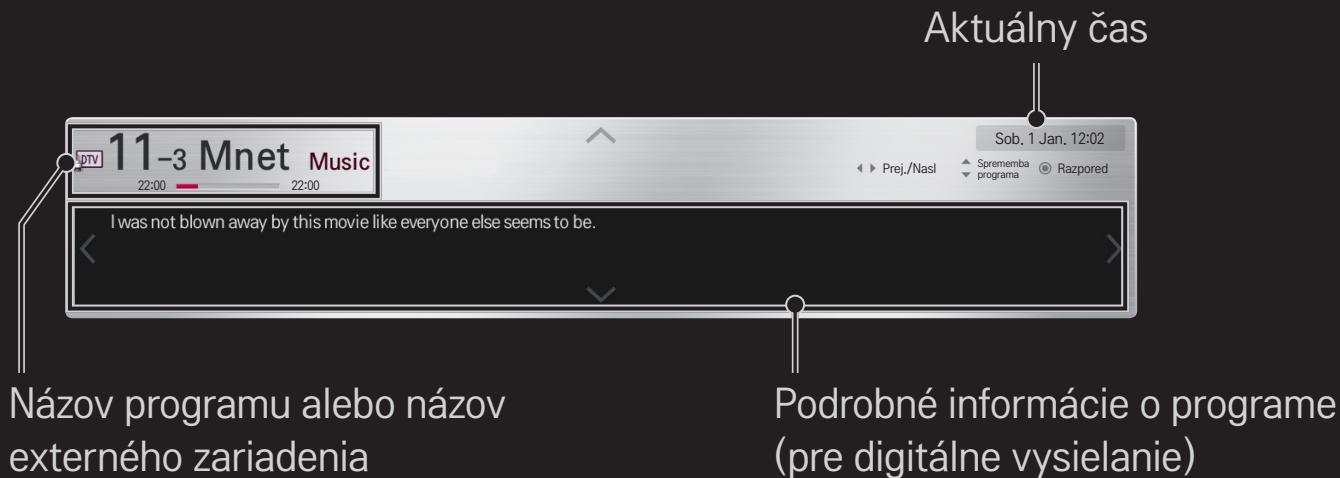 Aktuálny čas
DTV 11-3 Mnet Music
22:00 22:00
Sob, 1 Jan, 12:02
Prej./Nasl
Sprememba
programa
Razpored
I was not blown away by this movie like everyone else seems to be.
Názov programu alebo názov
externého zariadenia
Podrobné informácie o programe
(pre digitálne vysielanie)